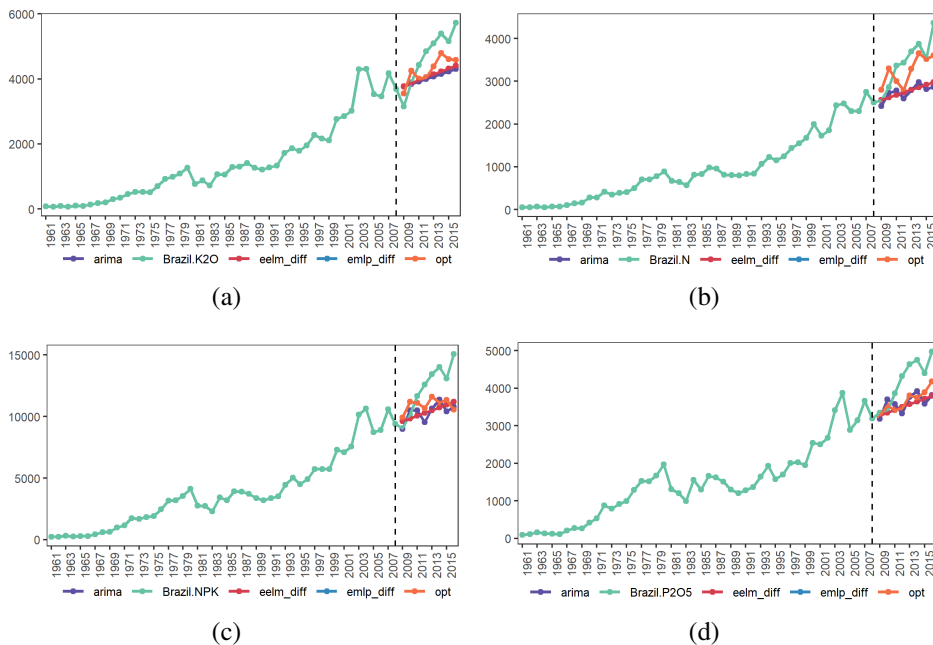 6000
4000
2000
0
1961 1963 1965 1967 1969 1971 1973 1975 1977 1979 1981 1983 1985 1987 1989 1991 1993 1995 1997 1999 2001 2003 2005 2007 2009 2011 2013 2015
arima Brazil.K2O eelm_diff emlp_diff opt
(a)
4000
3000
2000
1000
0
1961 1963 1965 1967 1969 1971 1973 1975 1977 1979 1981 1983 1985 1987 1989 1991 1993 1995 1997 1999 2001 2003 2005 2007 2009 2011 2013 2015
arima Brazil.N eelm_diff emlp_diff opt
(b)
15000
10000
5000
0
1961 1963 1965 1967 1969 1971 1973 1975 1977 1979 1981 1983 1985 1987 1989 1991 1993 1995 1997 1999 2001 2003 2005 2007 2009 2011 2013 2015
arima Brazil.NPK eelm_diff emlp_diff opt
(c)
5000
4000
3000
2000
1000
0
1961 1963 1965 1967 1969 1971 1973 1975 1977 1979 1981 1983 1985 1987 1989 1991 1993 1995 1997 1999 2001 2003 2005 2007 2009 2011 2013 2015
arima Brazil.P2O5 eelm_diff emlp_diff opt
(d)